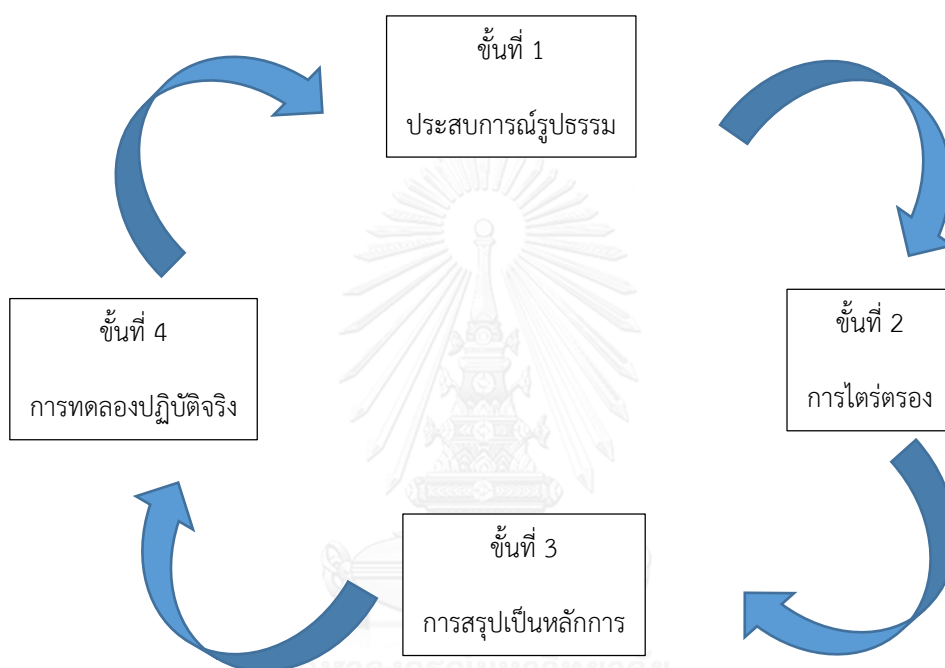 ขั้นที่ 1
ประสบการณ์รูปธรรม
ขั้นที่ 2
การไตร่ตรอง
ขั้นที่ 3
การสรุปเป็นหลักการ
ขั้นที่ 4
การทดลองปฏิบัติจริง